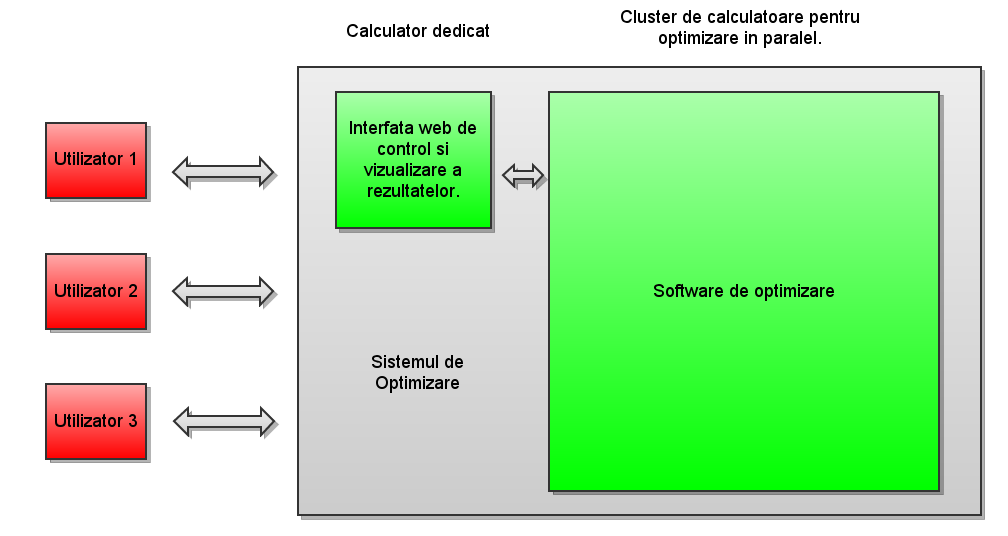 Calculator dedicat
Cluster de calculatoare pentru
optimizare in paralel.
Utilizator 1
Interfata web de
control si
vizualizare a
rezultatelor.
Utilizator 2
Software de optimizare
Sistemul de
Optimizare
Utilizator 3